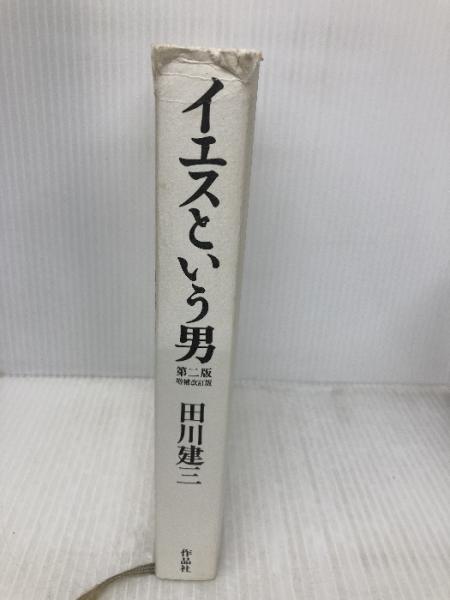 イエスという男
第二版
増補改訂版
田川建三
作品社